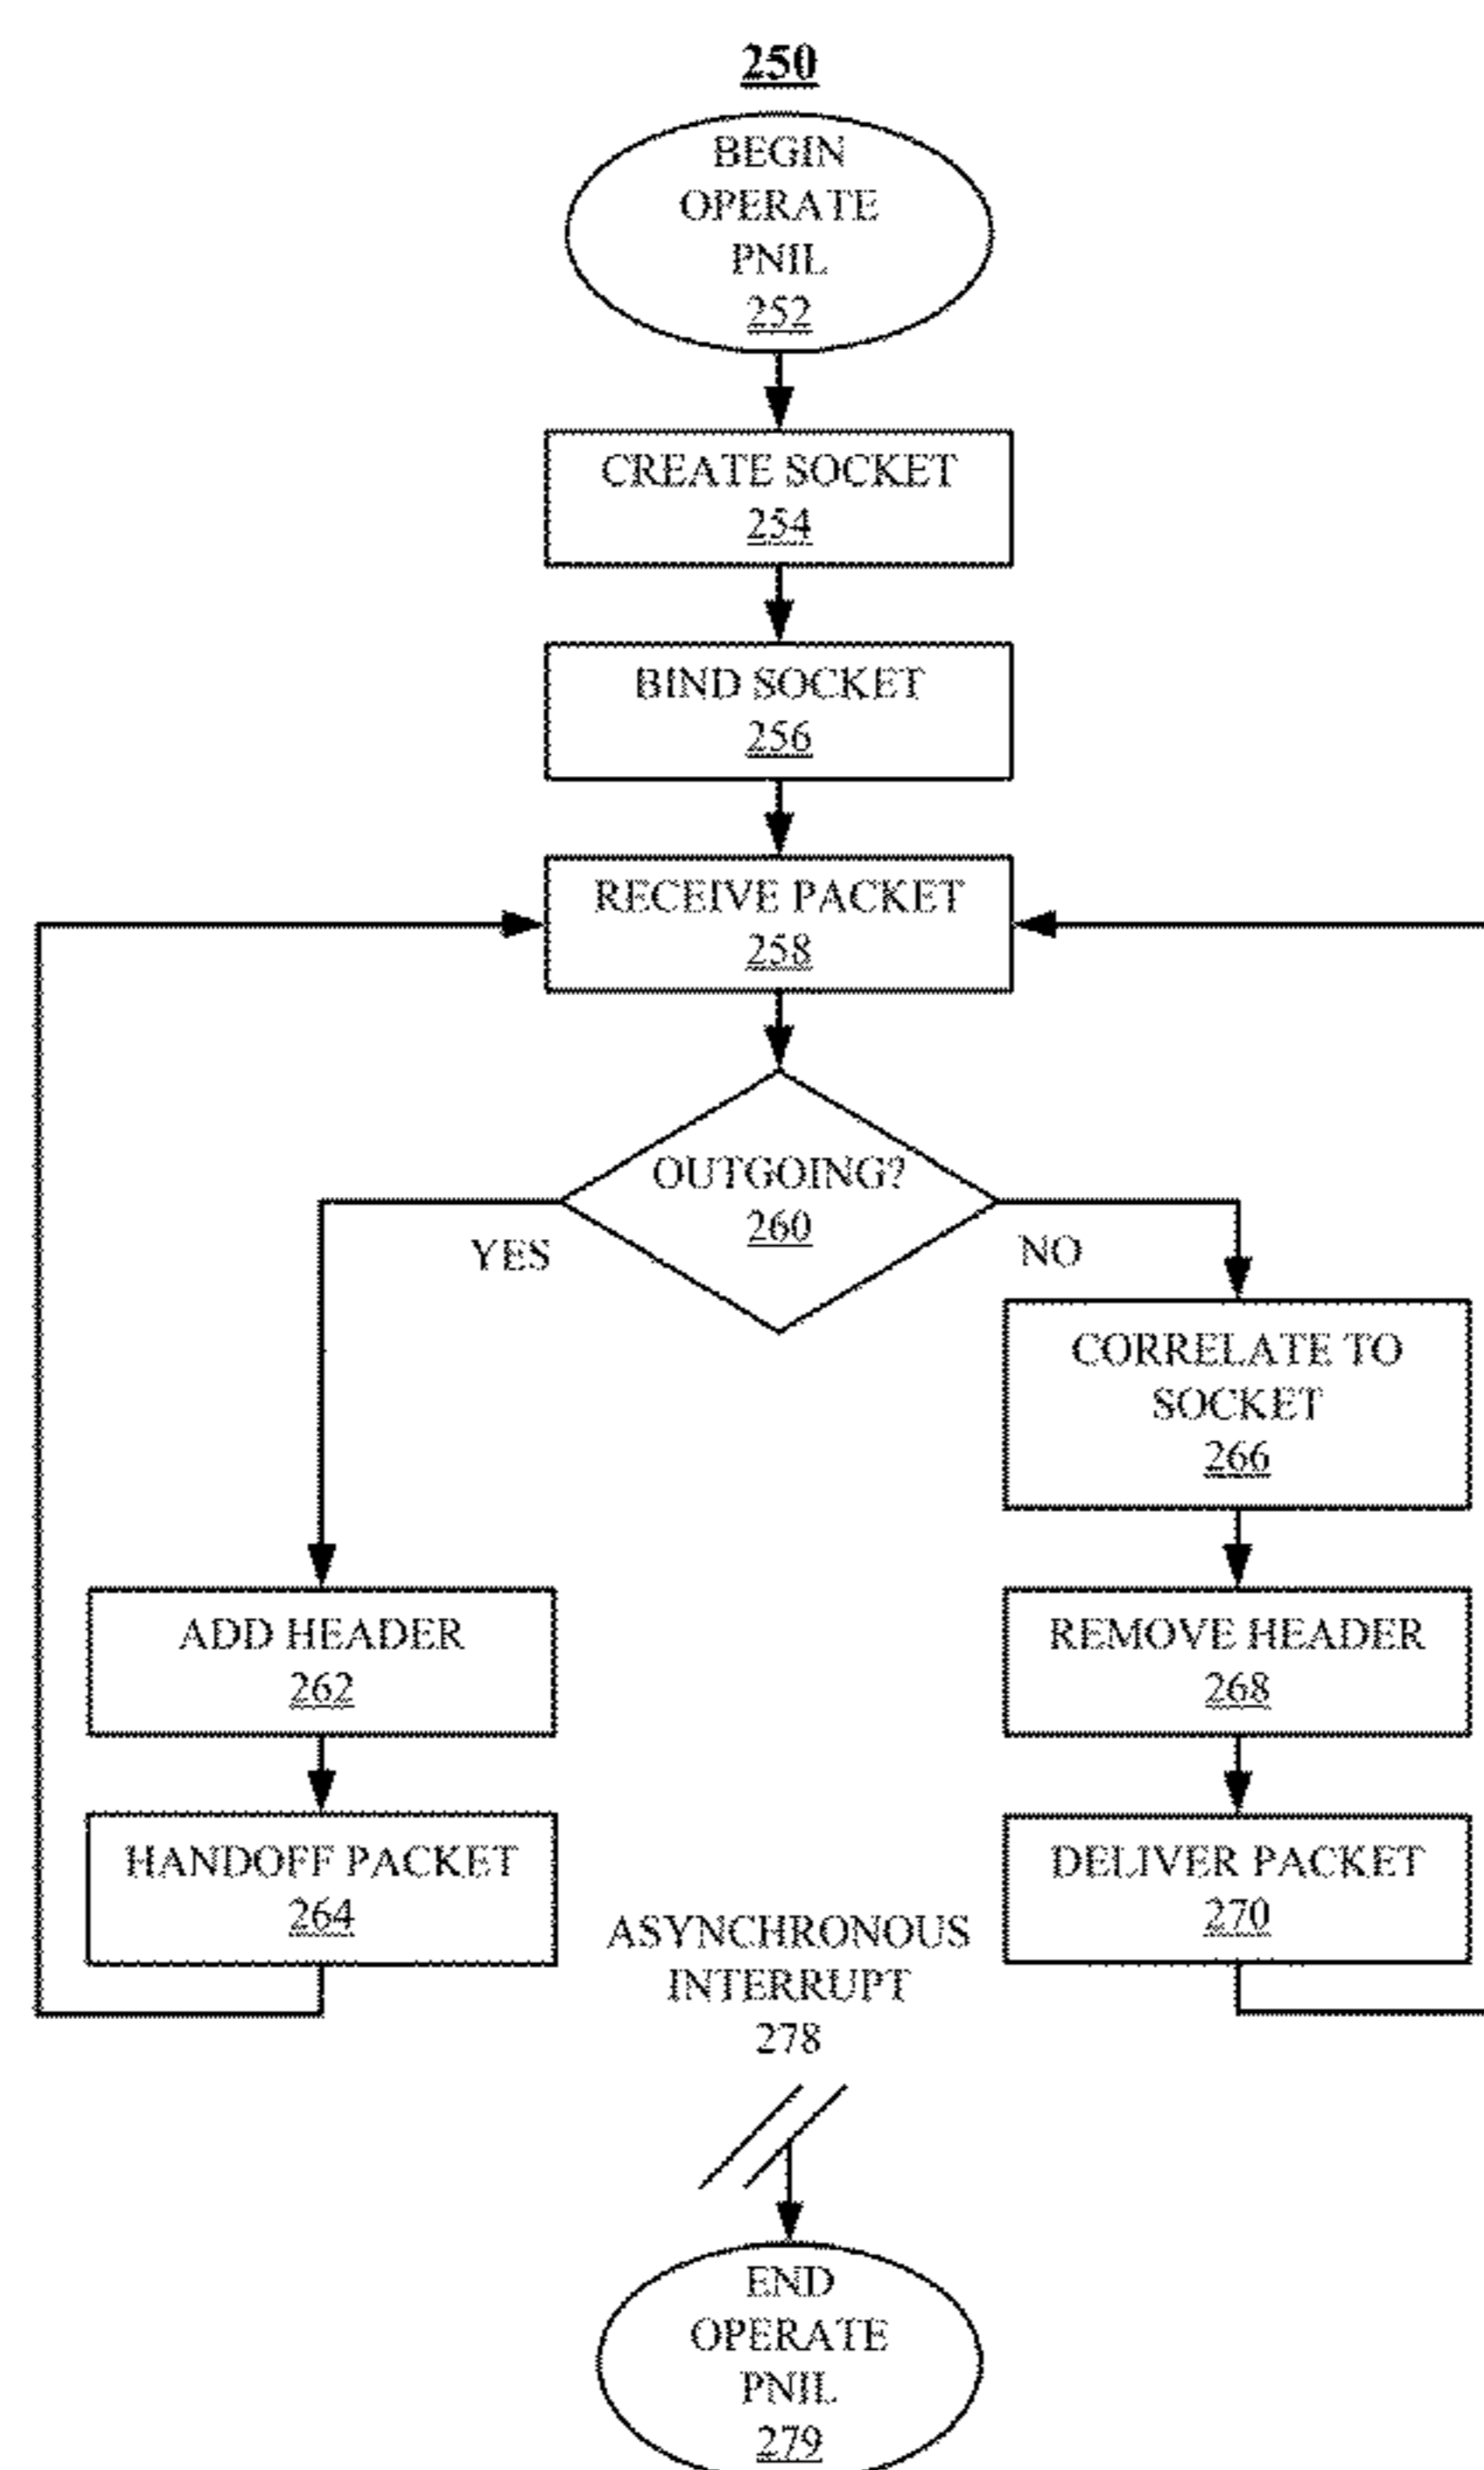 250
BEGIN
OPERATE
PNIL
252
CREATE SOCKET
254
BIND SOCKET
256
RECEIVE PACKET
258
OUTGOING?
260
YES
NO
CORRELATE TO
SOCKET
266
ADD HEADER
262
REMOVE HEADER
268
HANDOFF PACKET
264
DELIVER PACKET
270
ASYNCHRONOUS
INTERRUPT
278
END
OPERATE
PNIL
279